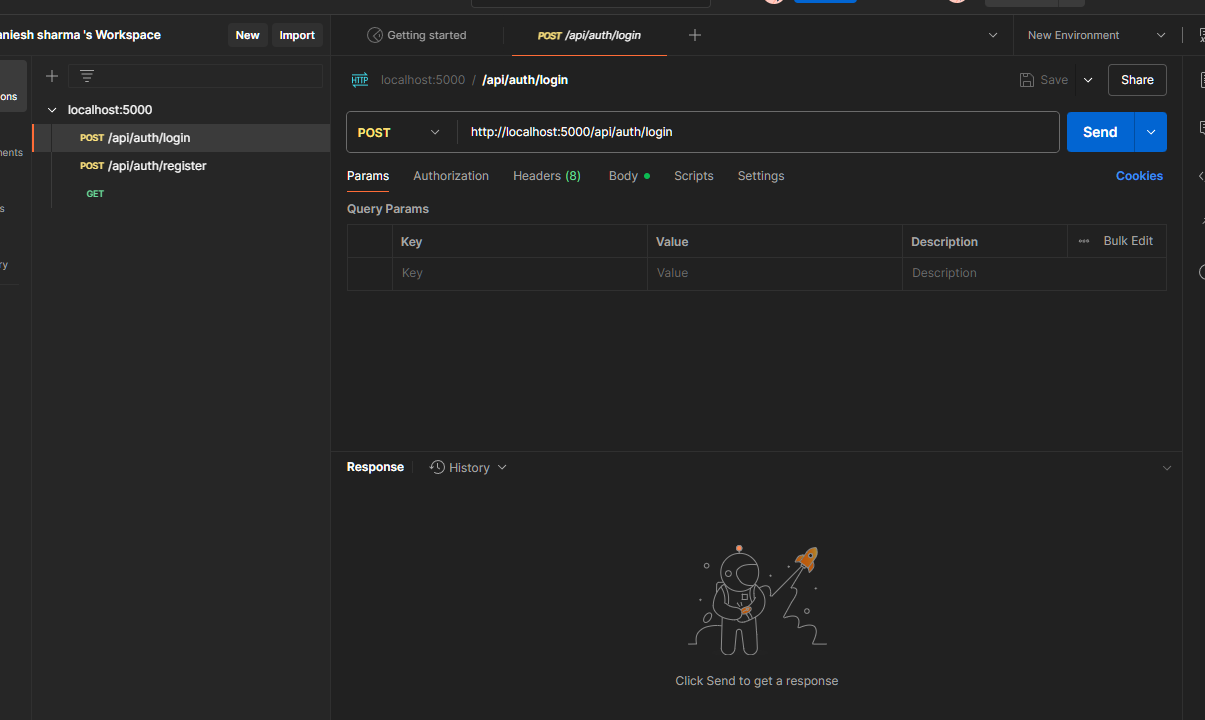 niesh sharma 's Workspace
New
Import
Getting started
POST /api/auth/login
New Environment
ons
localhost:5000
POST /api/auth/login
POST /api/auth/register
GET
ments
s
ry
HTTP localhost:5000 / /api/auth/login
Save
Share
POST
http://localhost:5000/api/auth/login
Send
Params
Authorization
Headers (8)
Body
Scripts
Settings
Cookies
Query Params
Key Value Description Bulk Edit
Key Value Description
Response
History
Click Send to get a response